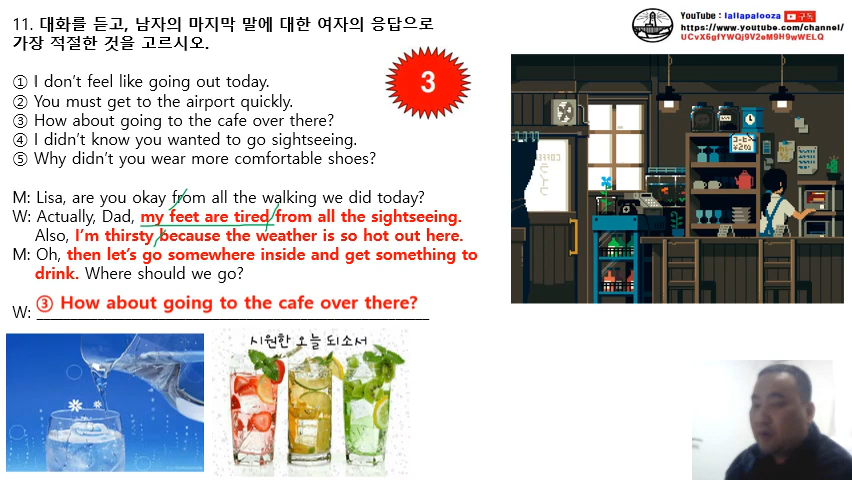 11. 대화를 듣고, 남자의 마지막 말에 대한 여자의 응답으로
가장 적절한 것을 고르시오.
① I don't feel like going out today.
② You must get to the airport quickly.
③ How about going to the cafe over there?
④ I didn't know you wanted to go sightseeing.
⑤ Why didn't you wear more comfortable shoes?
3
M: Lisa, are you okay from all the walking we did today?
W: Actually, Dad, my feet are tired from all the sightseeing.
Also, I'm thirsty because the weather is so hot out here.
M: Oh, then let's go somewhere inside and get something to
drink. Where should we go?
W: ③ How about going to the cafe over there?
시원한 오늘 되소서
YouTube : lallapalooza 구독
https://www.youtube.com/channel/
UCvX6gfYWQj9V2eM9H9wWELQ
コーヒー